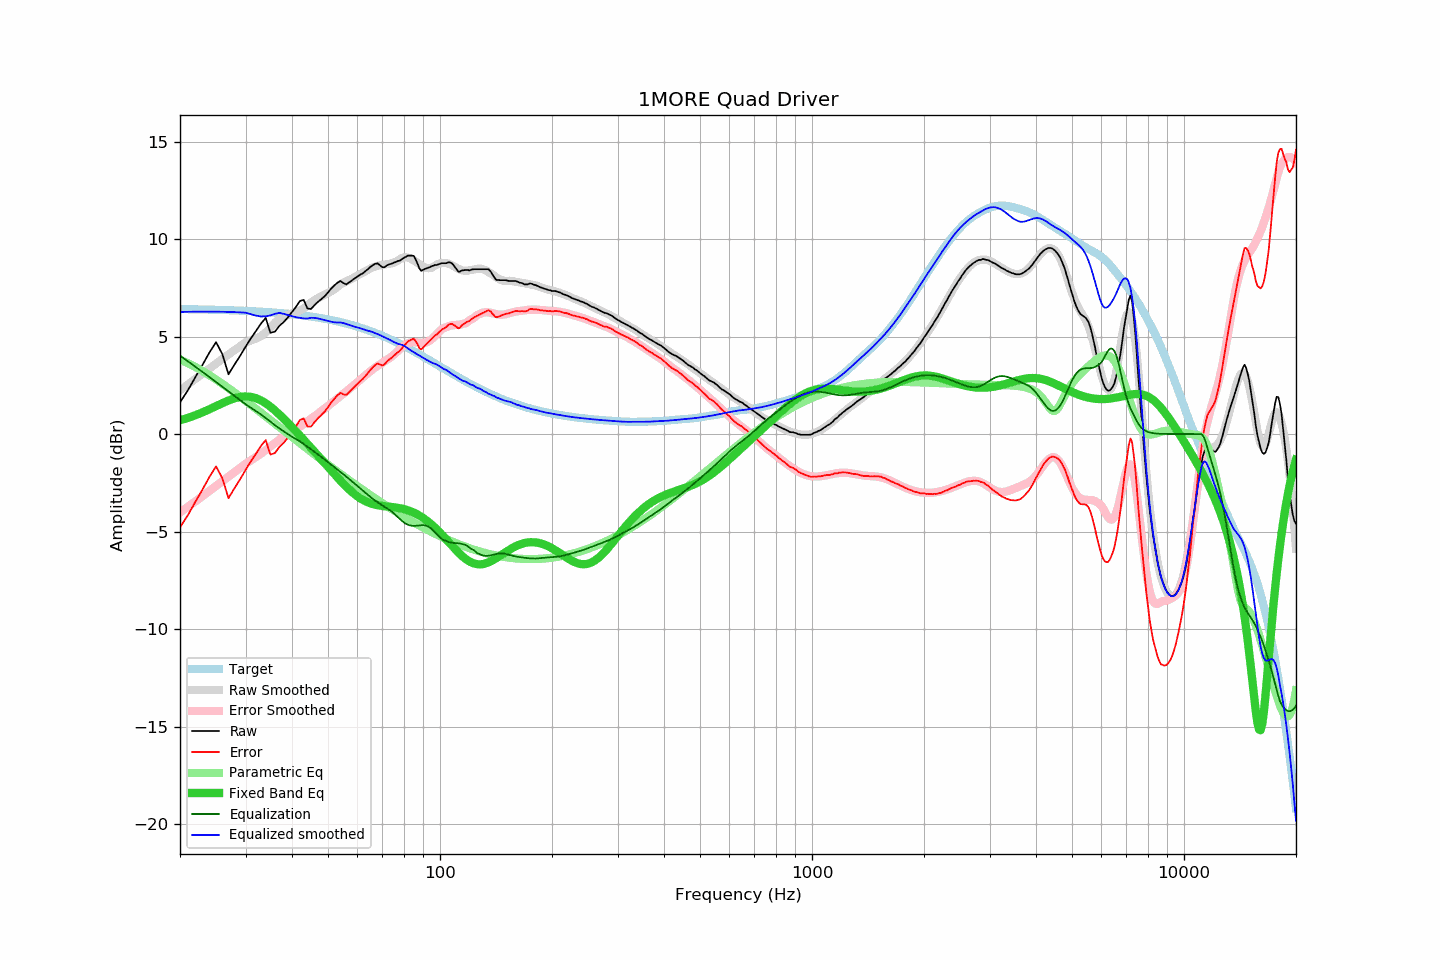 1MORE Quad Driver
Amplitude (dBr)
15
10
5
0
−5
−10
−15
−20
Target
Raw Smoothed
Error Smoothed
Raw
Error
Parametric Eq
Fixed Band Eq
Equalization
Equalized smoothed
100 1000 10000
Frequency (Hz)